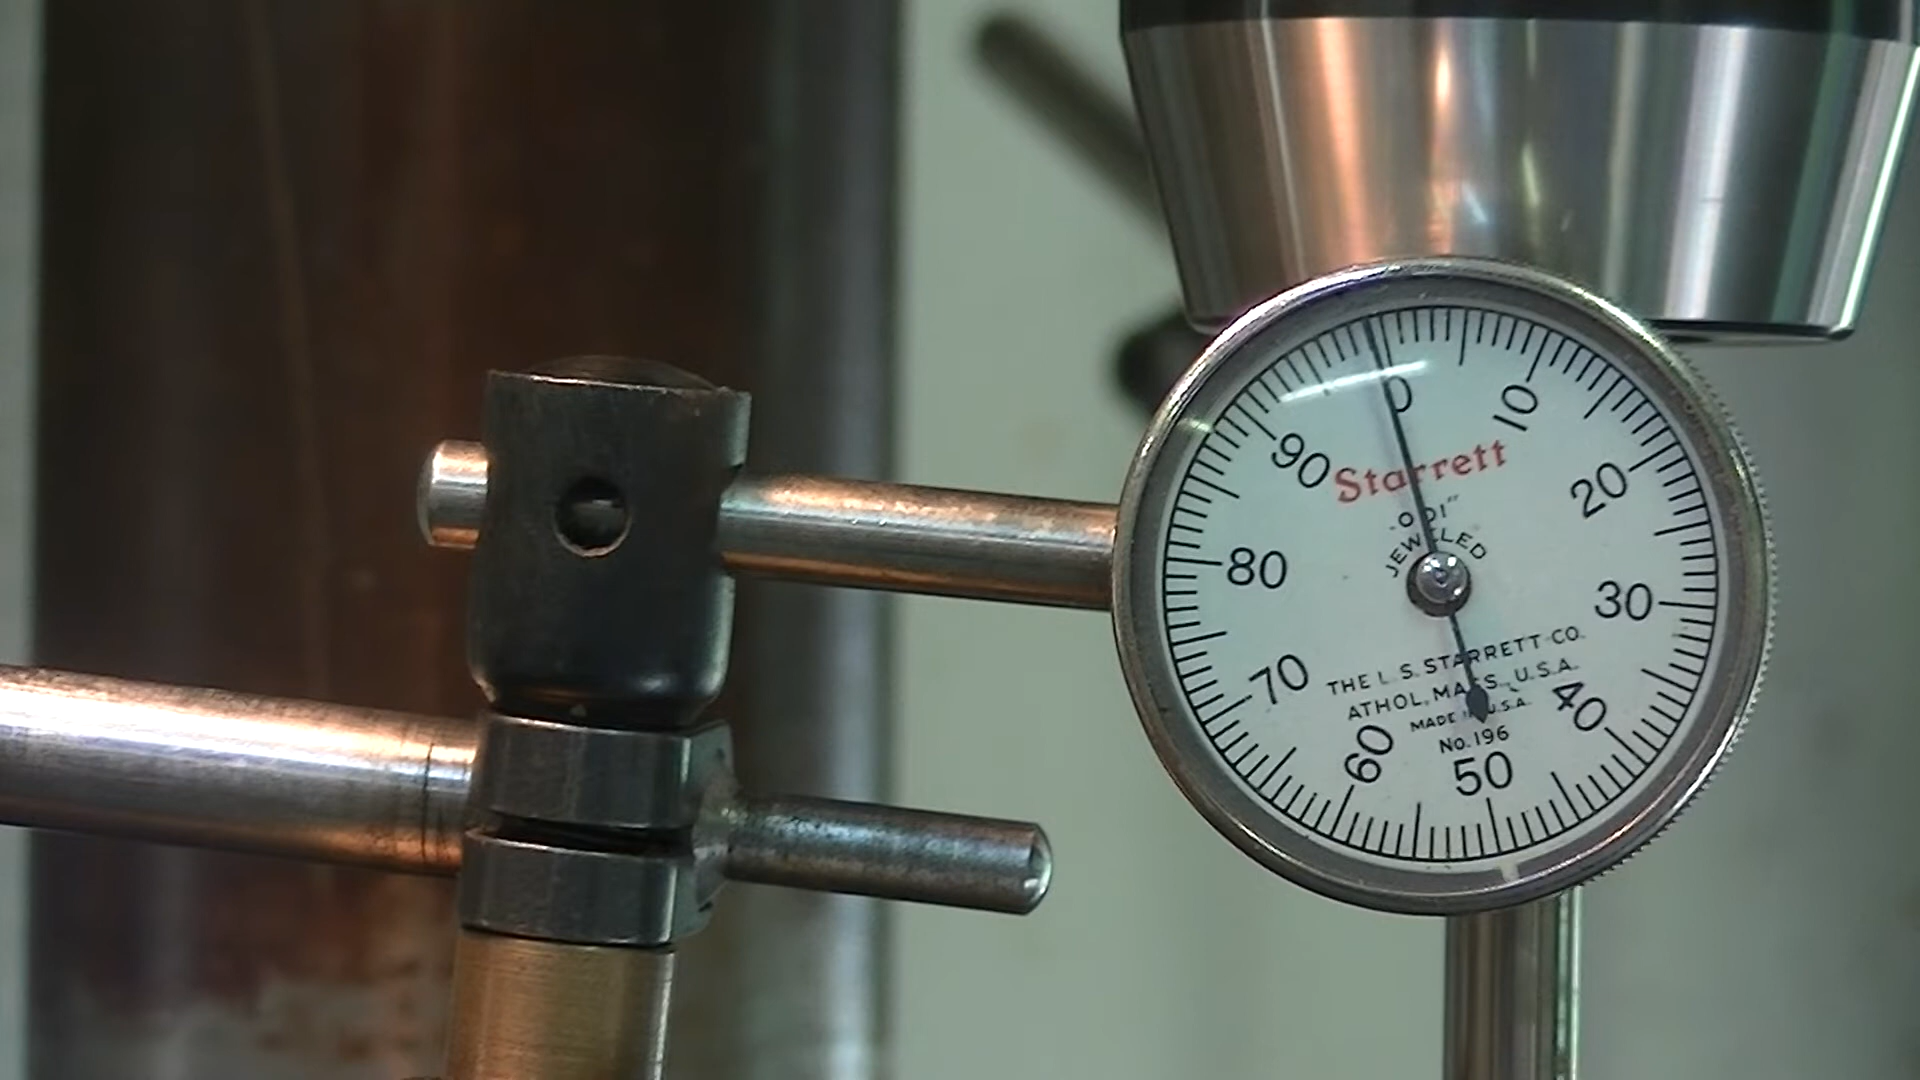 0
10
20
30
40
50
60
70
80
90
Starrett
.001"
JEWELED
THE L. S. STARRETT CO.
ATHOL, MASS., U.S.A.
MADE IN U.S.A.
No. 196